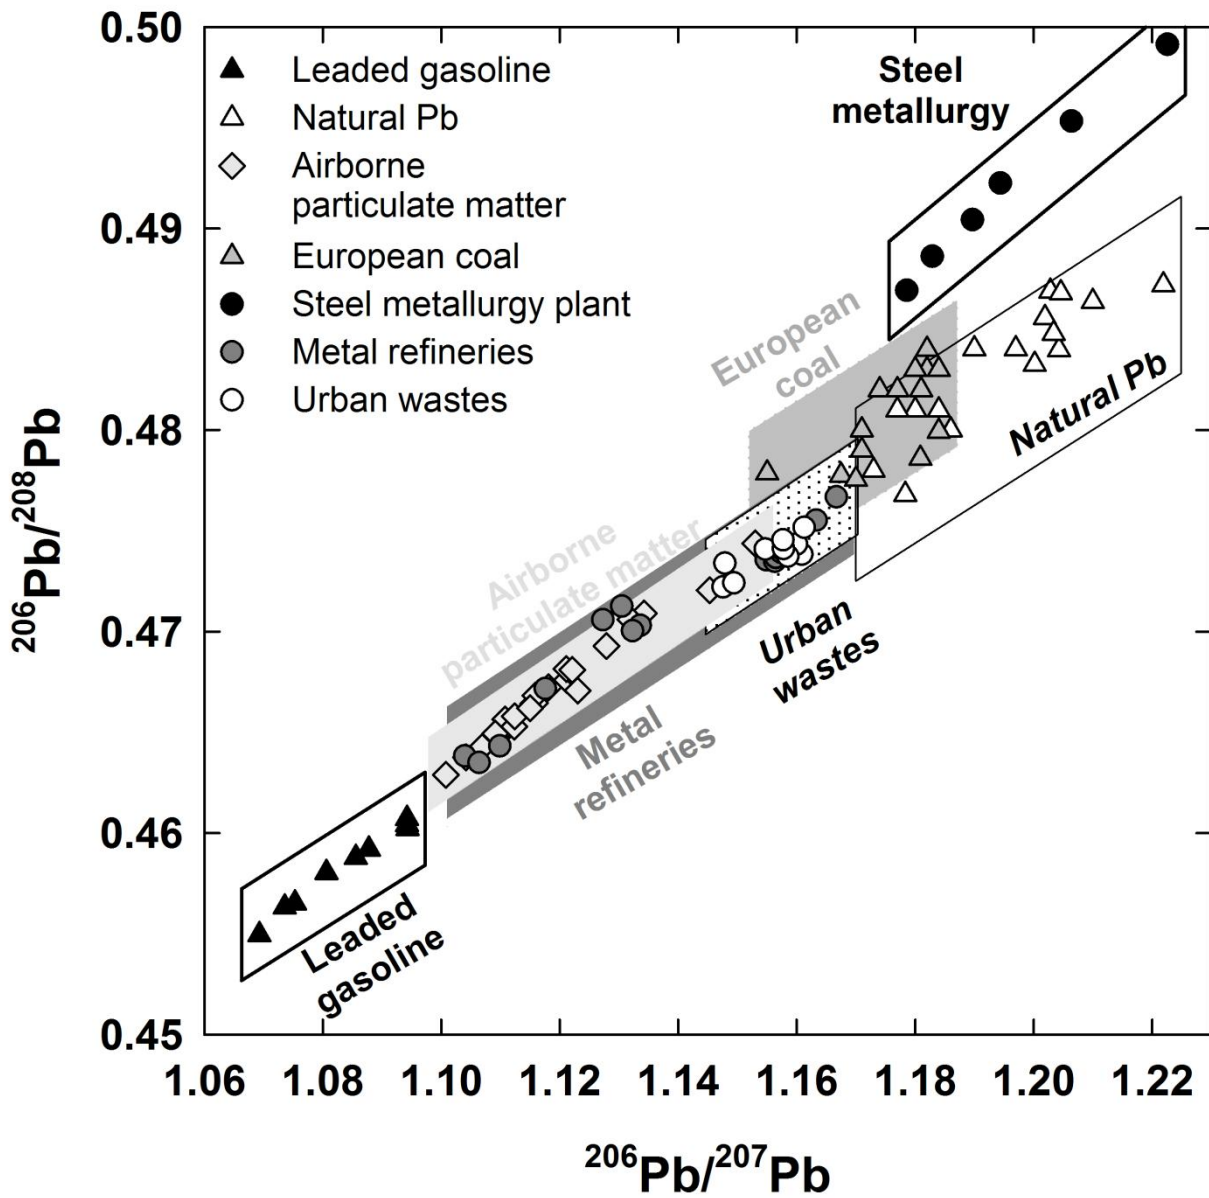 0.50
0.49
0.48
0.47
0.46
0.45
²⁰⁶Pb/²⁰⁸Pb
Leaded gasoline
Natural Pb
Airborne
particulate matter
European coal
Steel metallurgy plant
Metal refineries
Urban wastes
Steel
metallurgy
European
coal
Natural Pb
Airborne
particulate matter
Urban
wastes
Metal
refineries
Leaded
gasoline
1.06 1.08 1.10 1.12 1.14 1.16 1.18 1.20 1.22
²⁰⁶Pb/²⁰⁷Pb